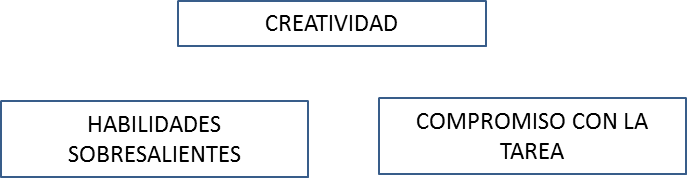 CREATIVIDAD
HABILIDADES
SOBRESALIENTES
COMPROMISO CON LA
TAREA